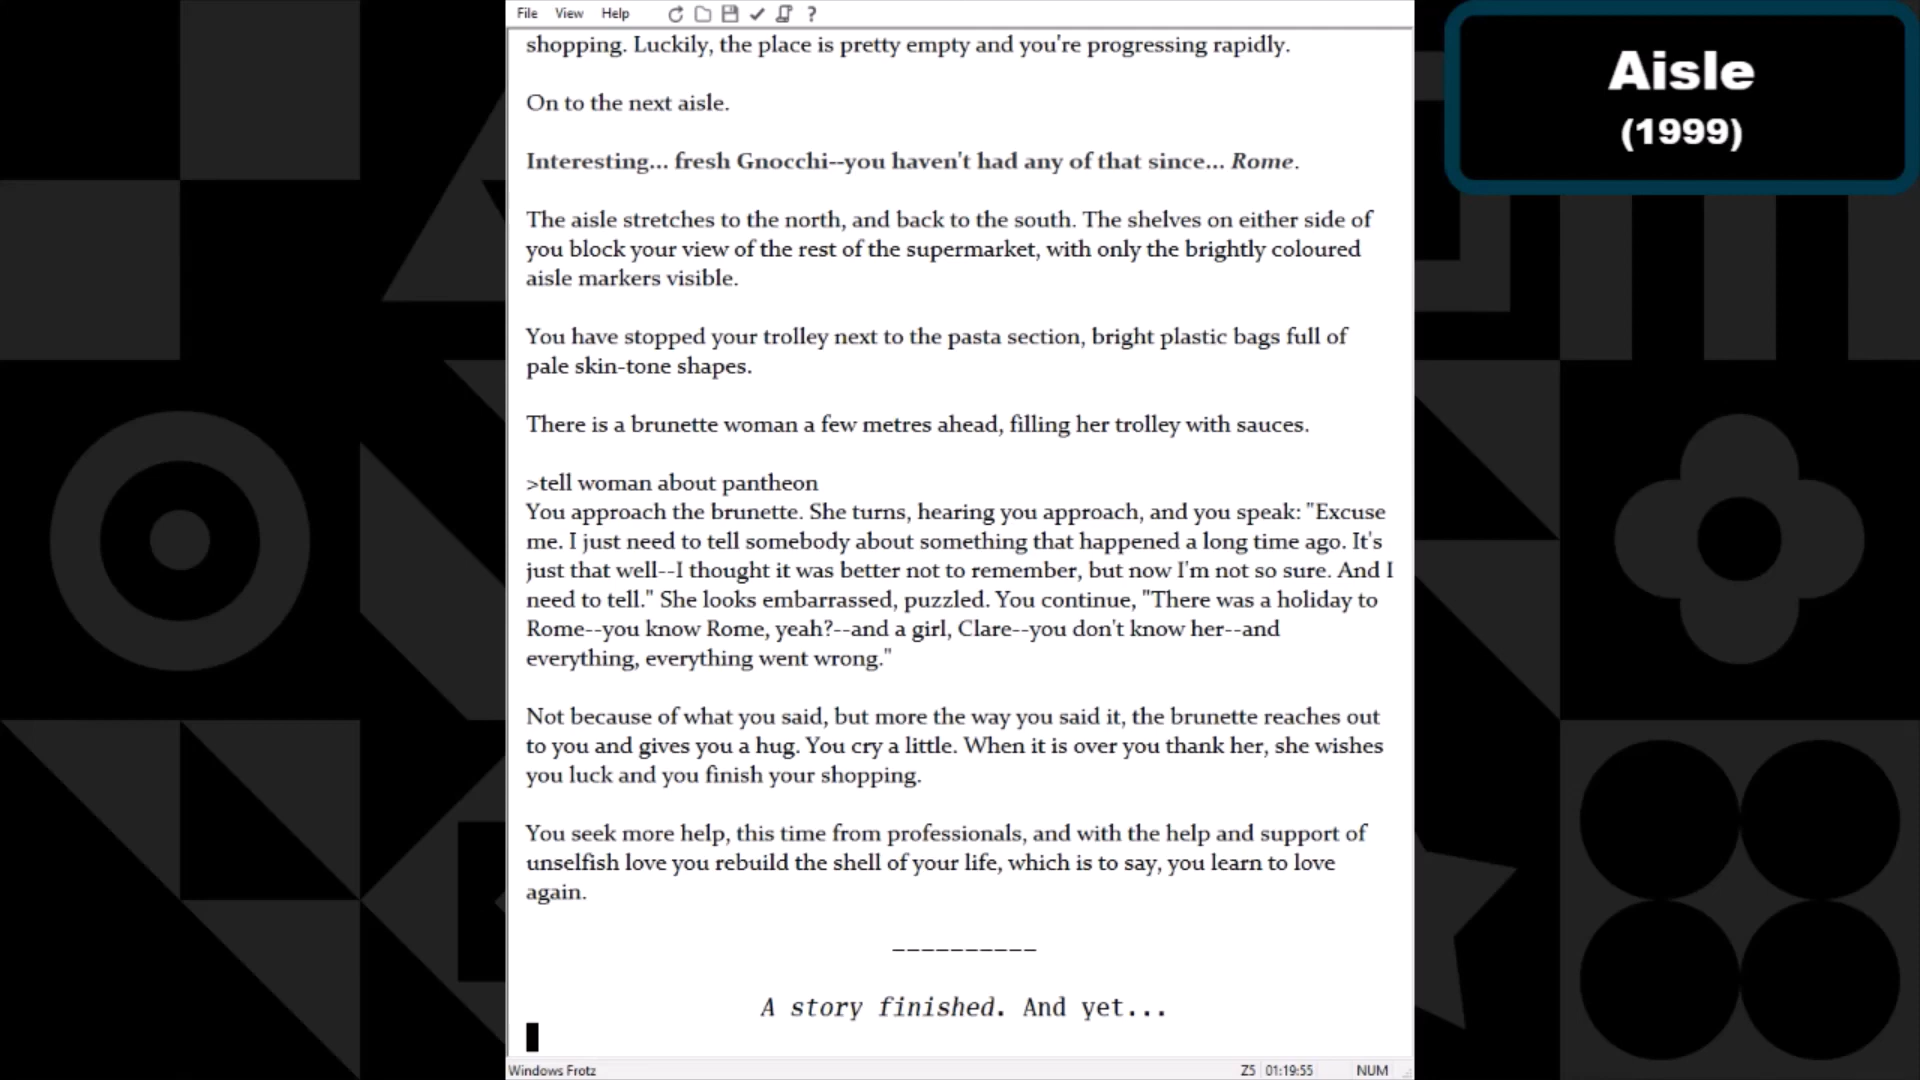 File View Help ?
Aisle
(1999)
shopping. Luckily, the place is pretty empty and you're progressing rapidly.
On to the next aisle.
Interesting... fresh Gnocchi--you haven't had any of that since... Rome.
The aisle stretches to the north, and back to the south. The shelves on either side of
you block your view of the rest of the supermarket, with only the brightly coloured
aisle markers visible.
You have stopped your trolley next to the pasta section, bright plastic bags full of
pale skin-tone shapes.
There is a brunette woman a few metres ahead, filling her trolley with sauces.
>tell woman about pantheon
You approach the brunette. She turns, hearing you approach, and you speak: "Excuse
me. I just need to tell somebody about something that happened a long time ago. It's
just that well--I thought it was better not to remember, but now I'm not so sure. And I
need to tell." She looks embarrassed, puzzled. You continue, "There was a holiday to
Rome--you know Rome, yeah?--and a girl, Clare--you don't know her--and
everything, everything went wrong."
Not because of what you said, but more the way you said it, the brunette reaches out
to you and gives you a hug. You cry a little. When it is over you thank her, she wishes
you luck and you finish your shopping.
You seek more help, this time from professionals, and with the help and support of
unselfish love you rebuild the shell of your life, which is to say, you learn to love
again.
----------
A story finished. And yet...
Windows Frotz Z5 01:19:55 NUM